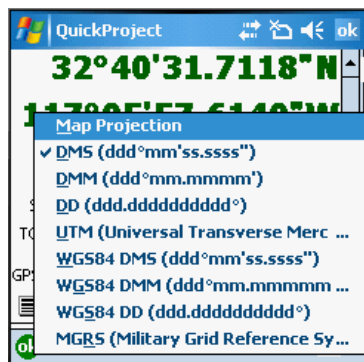 QuickProject ok
32°40'31.7118"N
Map Projection
DMS (ddd°mm'ss.ssss")
DMM (ddd°mm.mmmm')
DD (ddd.dddddddddd°)
UTM (Universal Transverse Merc ...
WGS84 DMS (ddd°mm'ss.ssss")
WGS84 DMM (ddd°mm.mmmmmm ...
WGS84 DD (ddd.dddddddddd°)
MGRS (Military Grid Reference Sy...